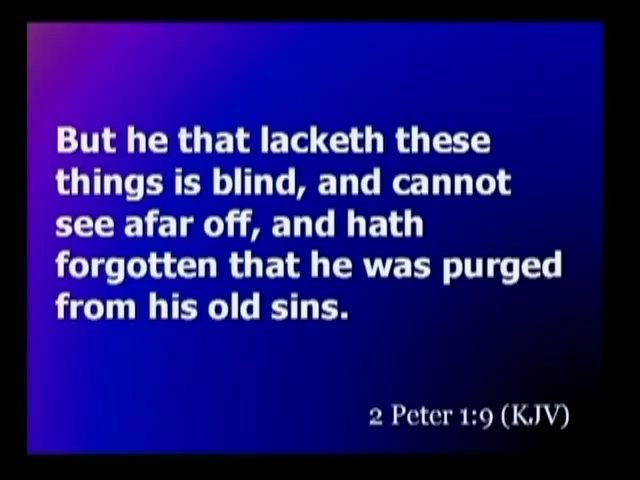 But he that lacketh these
things is blind, and cannot
see afar off, and hath
forgotten that he was purged
from his old sins.
2 Peter 1:9 (KJV)